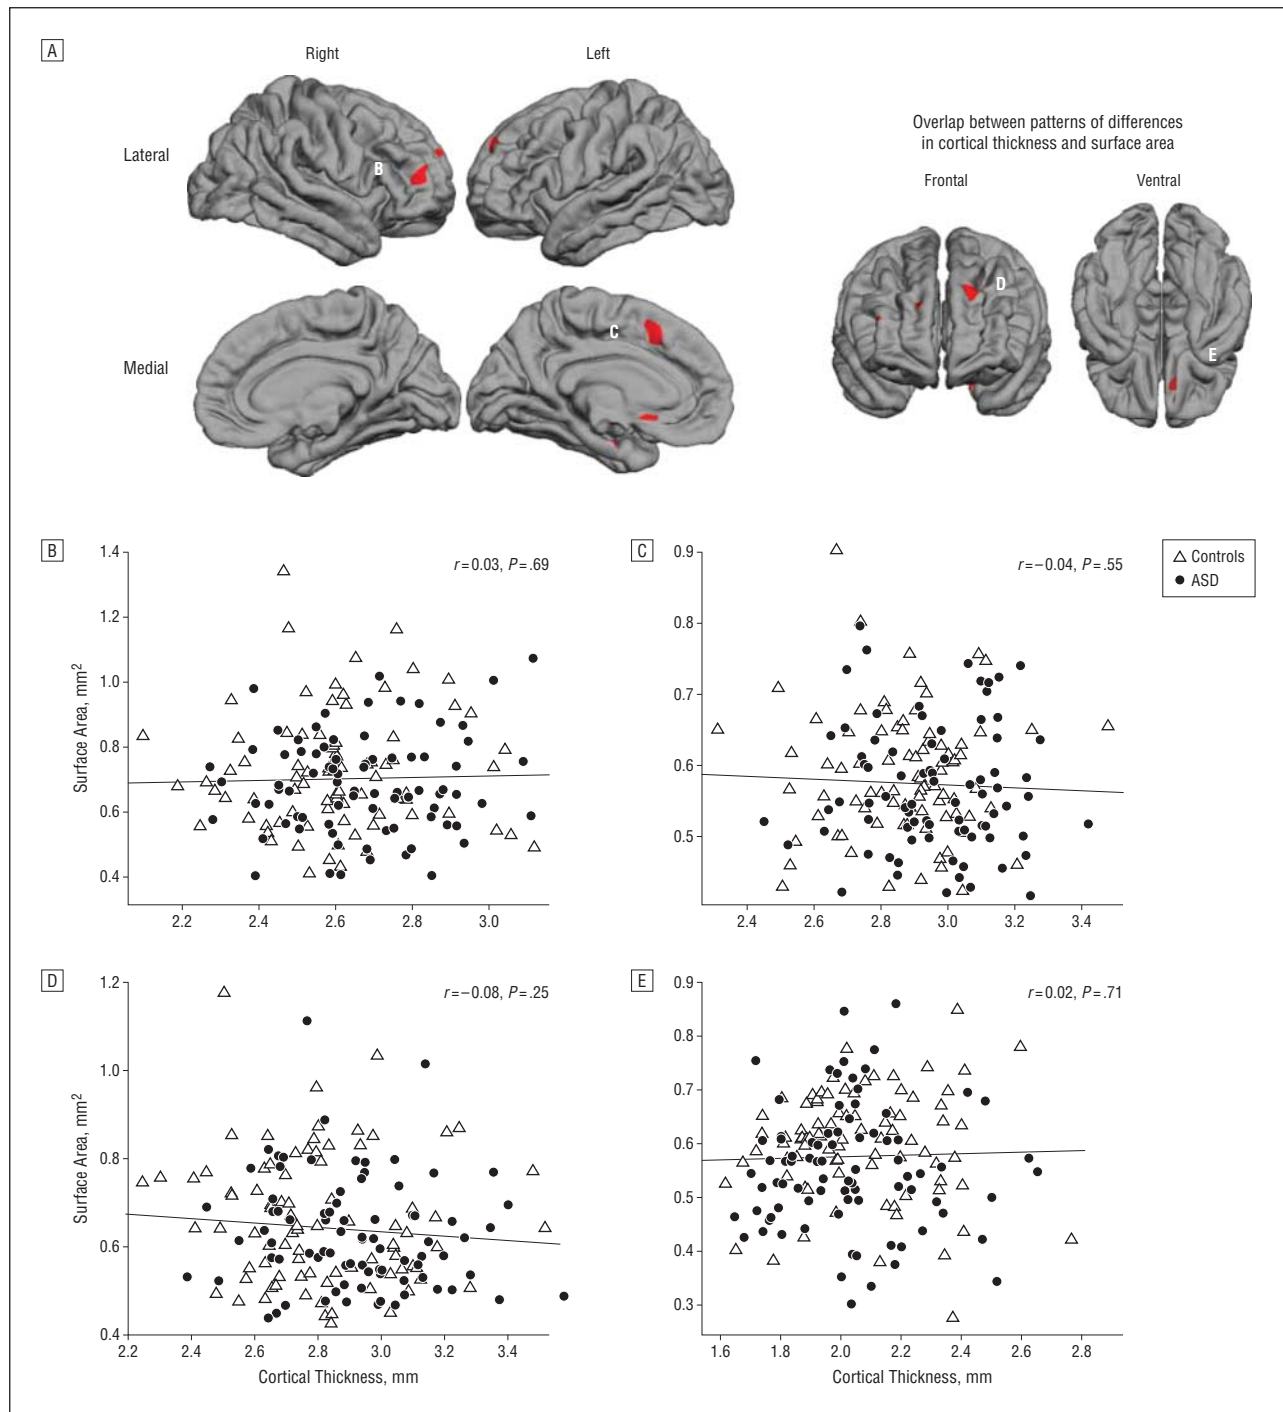 A
Right
Left
Lateral
B
Overlap between patterns of differences
in cortical thickness and surface area
Frontal
Ventral
D
E
Medial
C
B
r=0.03, P=.69
Surface Area, mm2
1.4
1.2
1.0
0.8
0.6
0.4
2.2 2.4 2.6 2.8 3.0
C
r=−0.04, P=.55
0.9
0.8
0.7
0.6
0.5
2.4 2.6 2.8 3.0 3.2 3.4
Controls
ASD
D
r=−0.08, P=.25
Surface Area, mm2
1.2
1.0
0.8
0.6
0.4
2.2 2.4 2.6 2.8 3.0 3.2 3.4
Cortical Thickness, mm
E
r=0.02, P=.71
0.9
0.8
0.7
0.6
0.5
0.4
0.3
1.6 1.8 2.0 2.2 2.4 2.6 2.8
Cortical Thickness, mm